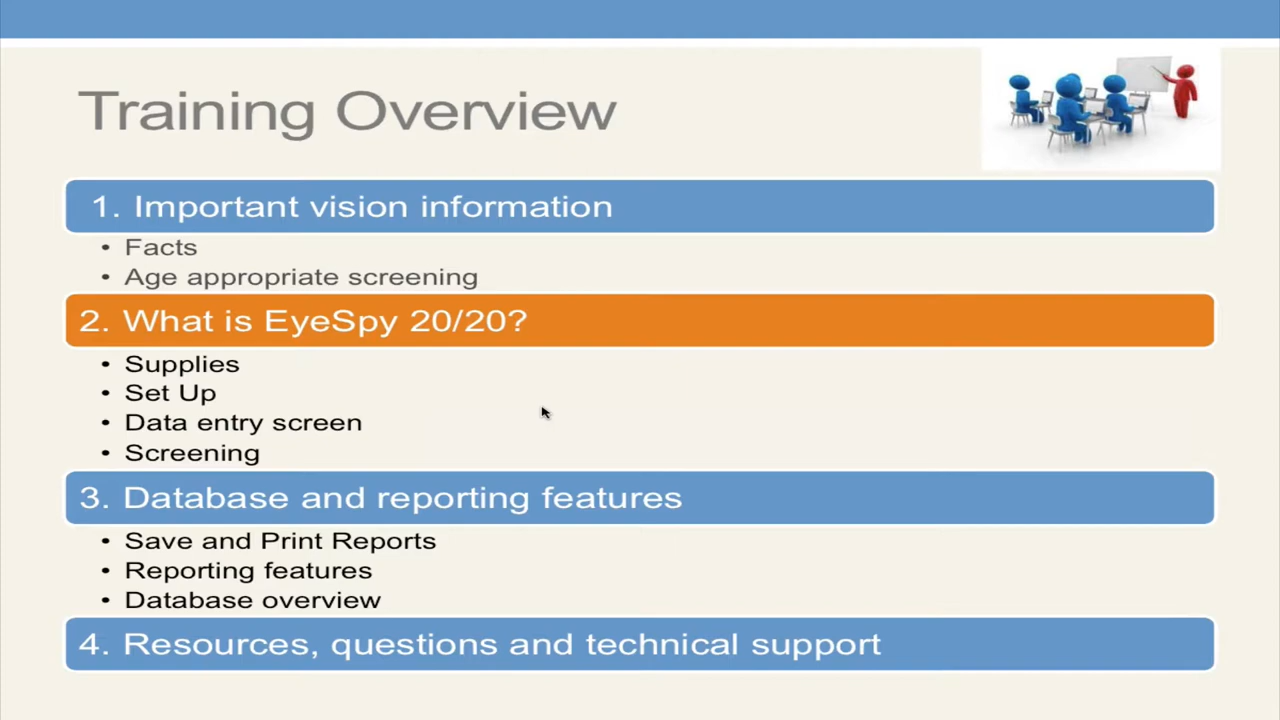 Training Overview
1. Important vision information
• Facts
• Age appropriate screening
2. What is EyeSpy 20/20?
• Supplies
• Set Up
• Data entry screen
• Screening
3. Database and reporting features
• Save and Print Reports
• Reporting features
• Database overview
4. Resources, questions and technical support